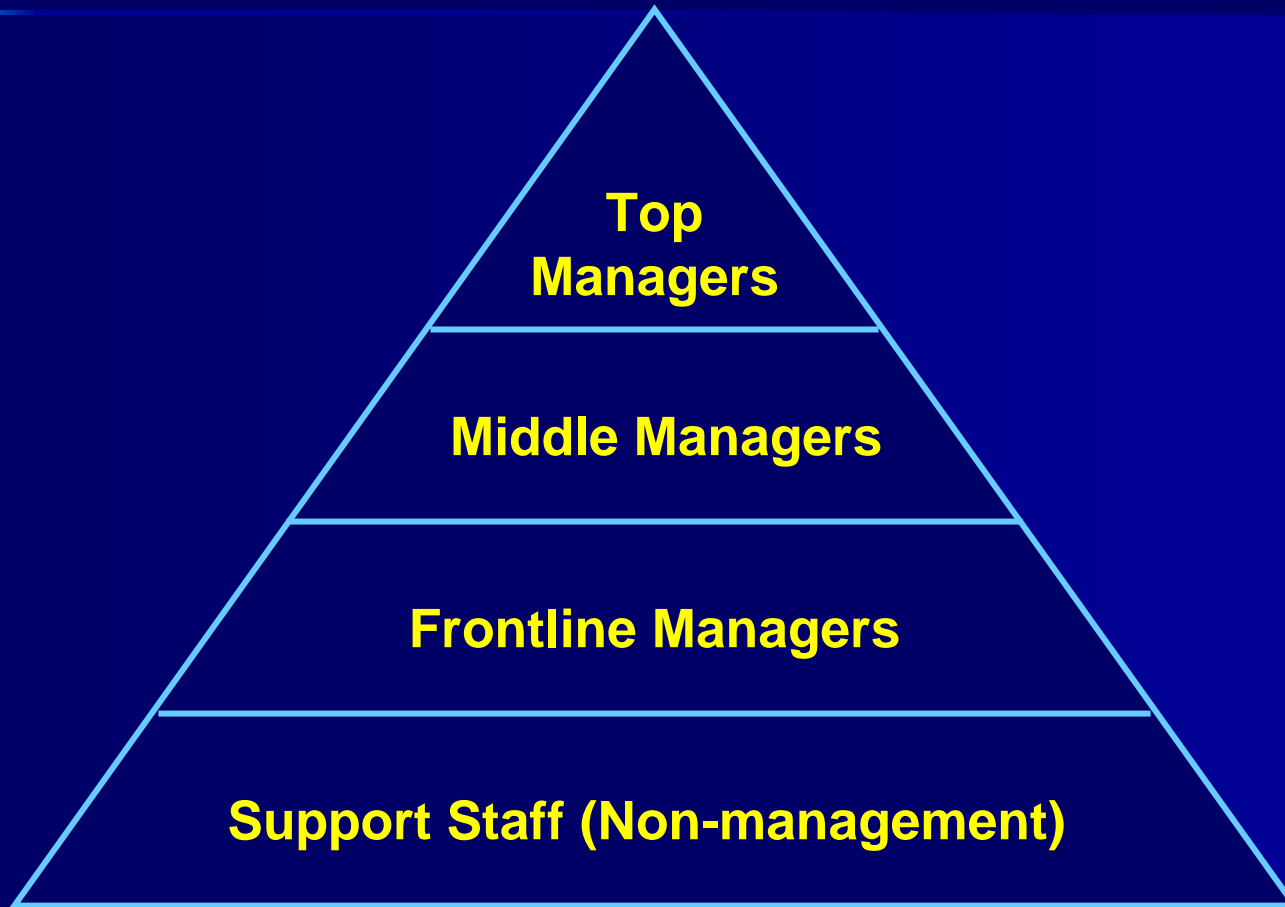 Top
Managers
Middle Managers
Frontline Managers
Support Staff (Non-management)